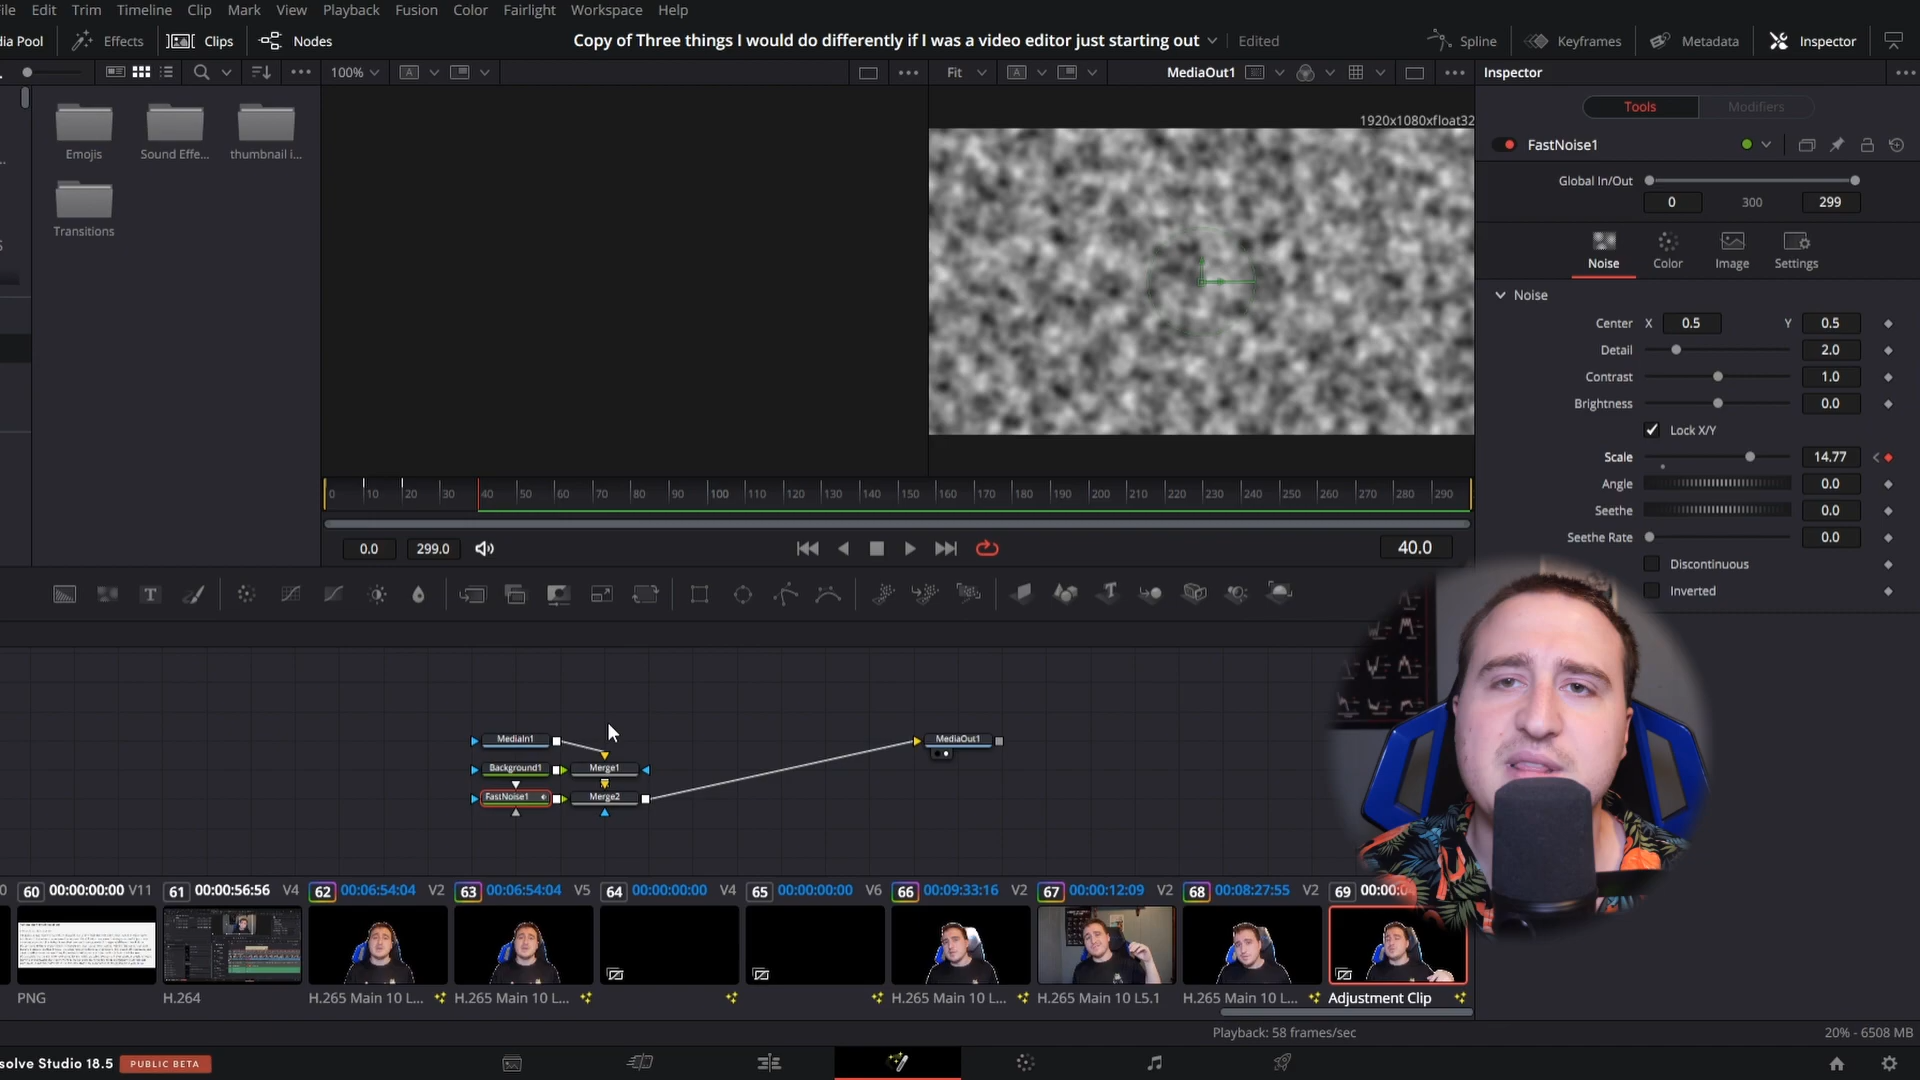 File Edit Trim Timeline Clip Mark View Playback Fusion Color Fairlight Workspace Help
Media Pool Effects Clips Nodes Copy of Three things I would do differently if I was a video editor just starting out Edited Spline Keyframes Metadata Inspector
100% Fit MediaOut1 Inspector
Tools Modifiers
1920x1080xfloat32
FastNoise1
Emojis Sound Effe... thumbnail i...
Global In/Out
0 300 299
Transitions
Noise Color Image Settings
Noise
Center X 0.5 Y 0.5
Detail 2.0
Contrast 1.0
Brightness 0.0
Lock X/Y
Scale 14.77
Angle 0.0
0 10 20 30 40 50 60 70 80 90 100 110 120 130 140 150 160 170 180 190 200 210 220 230 240 250 260 270 280 290
Seethe 0.0
Seethe Rate 0.0
0.0 299.0 40.0
Discontinuous
Inverted
MediaIn1 MediaOut1
Background1 Merge1
FastNoise1 Merge2
60 00:00:00:00 V11 61 00:00:56:56 V4 62 00:06:54:04 V2 63 00:06:54:04 V5 64 00:00:00:00 V4 65 00:00:00:00 V6 66 00:09:33:16 V2 67 00:00:12:09 V2 68 00:08:27:55 V2 69 00:00:0
PNG H.264 H.265 Main 10 L... H.265 Main 10 L... H.265 Main 10 L... H.265 Main 10 L5.1 H.265 Main 10 L... Adjustment Clip
Playback: 58 frames/sec 20% - 6508 MB
solve Studio 18.5 PUBLIC BETA